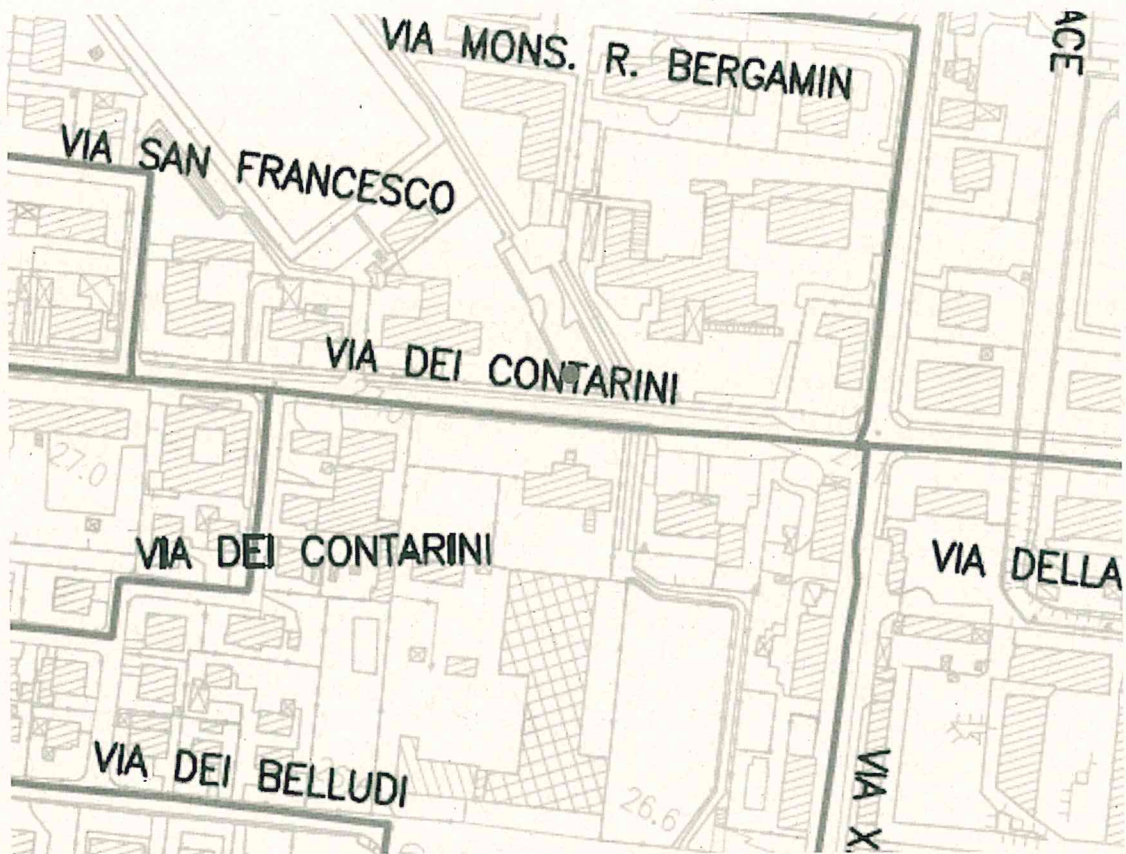 VIA MONS. R. BERGAMIN
ACE
VIA SAN FRANCESCO
VIA DEI CONTARINI
27.0
VIA DEI CONTARINI
VIA DELLA
VIA DEI BELLUDI
26.6
VIA X